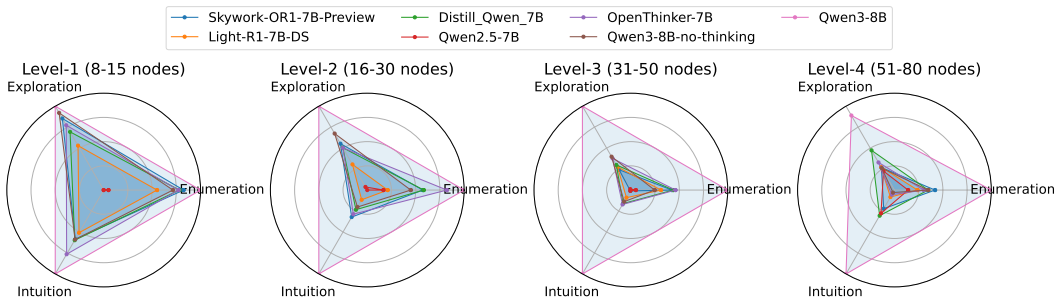 Skywork-OR1-7B-Preview Distill_Qwen_7B OpenThinker-7B Qwen3-8B
Light-R1-7B-DS Qwen2.5-7B Qwen3-8B-no-thinking
Level-1 (8-15 nodes) Level-2 (16-30 nodes) Level-3 (31-50 nodes) Level-4 (51-80 nodes)
Exploration Exploration Exploration Exploration
Enumeration Enumeration Enumeration Enumeration
Intuition Intuition Intuition Intuition